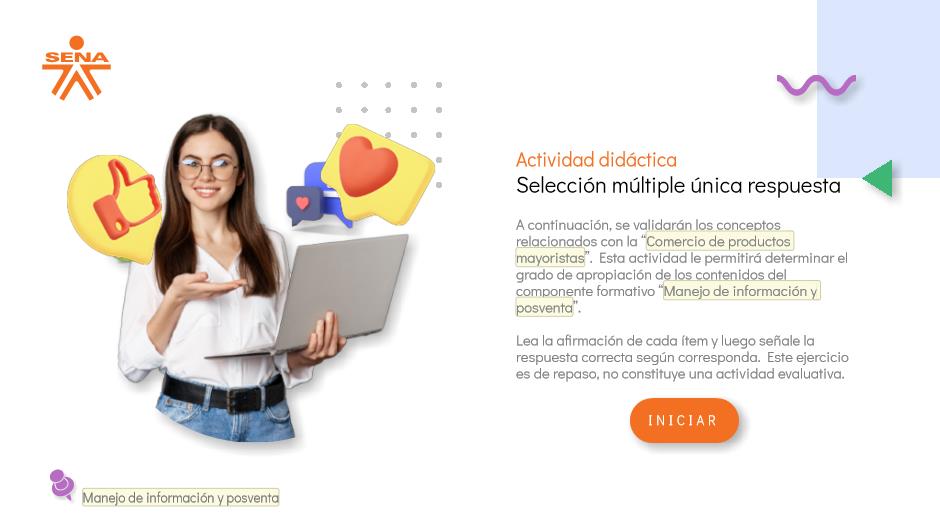 SENA
Actividad didáctica
Selección múltiple única respuesta
A continuación, se validarán los conceptos
relacionados con la “Comercio de productos
mayoristas”. Esta actividad le permitirá determinar el
grado de apropiación de los contenidos del
componente formativo “Manejo de información y
posventa”.
Lea la afirmación de cada ítem y luego señale la
respuesta correcta según corresponda. Este ejercicio
es de repaso, no constituye una actividad evaluativa.
INICIAR
Manejo de información y posventa